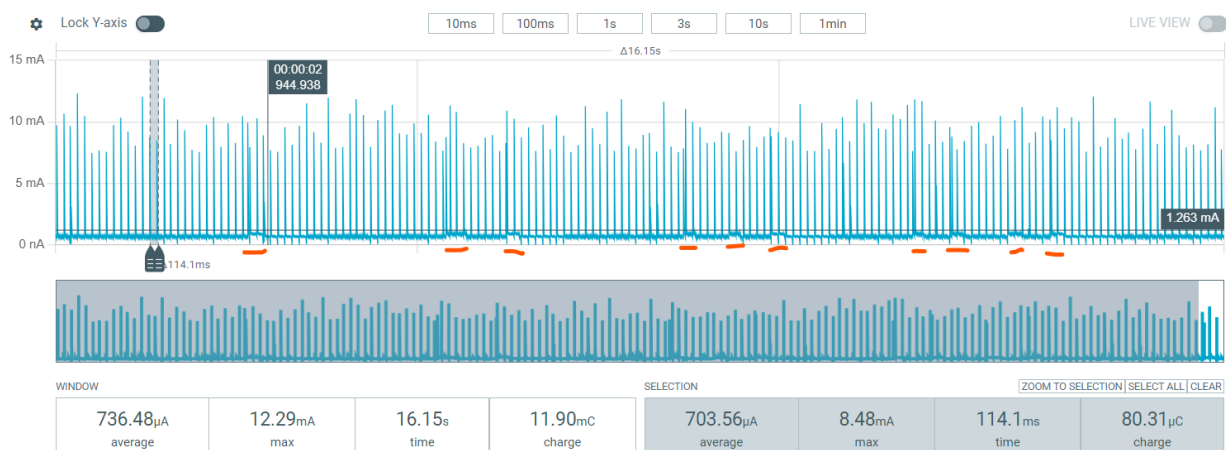 Lock Y-axis
10ms
100ms
1s
3s
10s
1min
LIVE VIEW
Δ16.15s
15 mA
10 mA
5 mA
0 nA
00:00:02
944.938
1.263 mA
Δ114.1ms
WINDOW
736.48μA
average
12.29mA
max
16.15s
time
11.90mC
charge
SELECTION
ZOOM TO SELECTION
SELECT ALL
CLEAR
703.56μA
average
8.48mA
max
114.1ms
time
80.31μC
charge